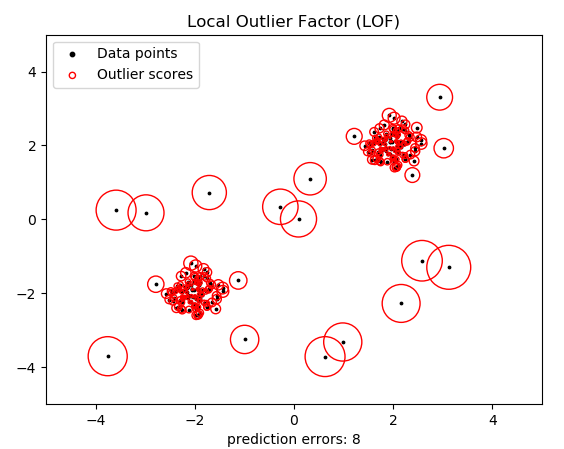 Local Outlier Factor (LOF)
Data points
Outlier scores
4
2
0
−2
−4
−4
−2
0
2
4
prediction errors: 8